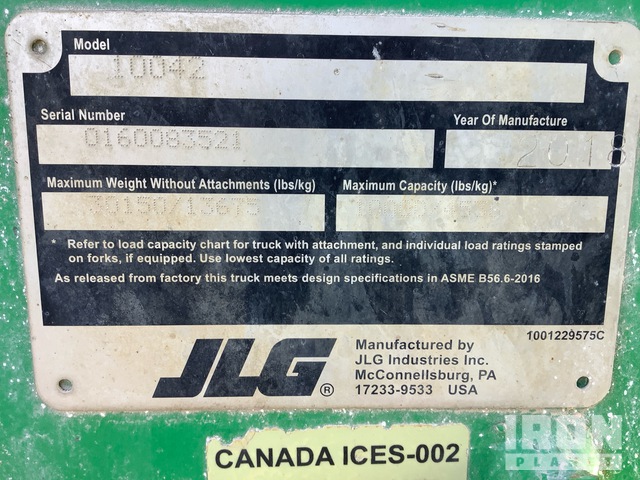 Model
10042
Serial Number
Year Of Manufacture
0160083521
2018
Maximum Weight Without Attachments (lbs/kg)
Maximum Capacity (lbs/kg)*
30150/13675
* Refer to load capacity chart for truck with attachment, and individual load ratings stamped
on forks, if equipped. Use lowest capacity of all ratings.
As released from factory this truck meets design specifications in ASME B56.6-2016
1001229575C
JLG®
Manufactured by
JLG Industries Inc.
McConnellsburg, PA
17233-9533 USA
CANADA ICES-002
IRON
PLANET